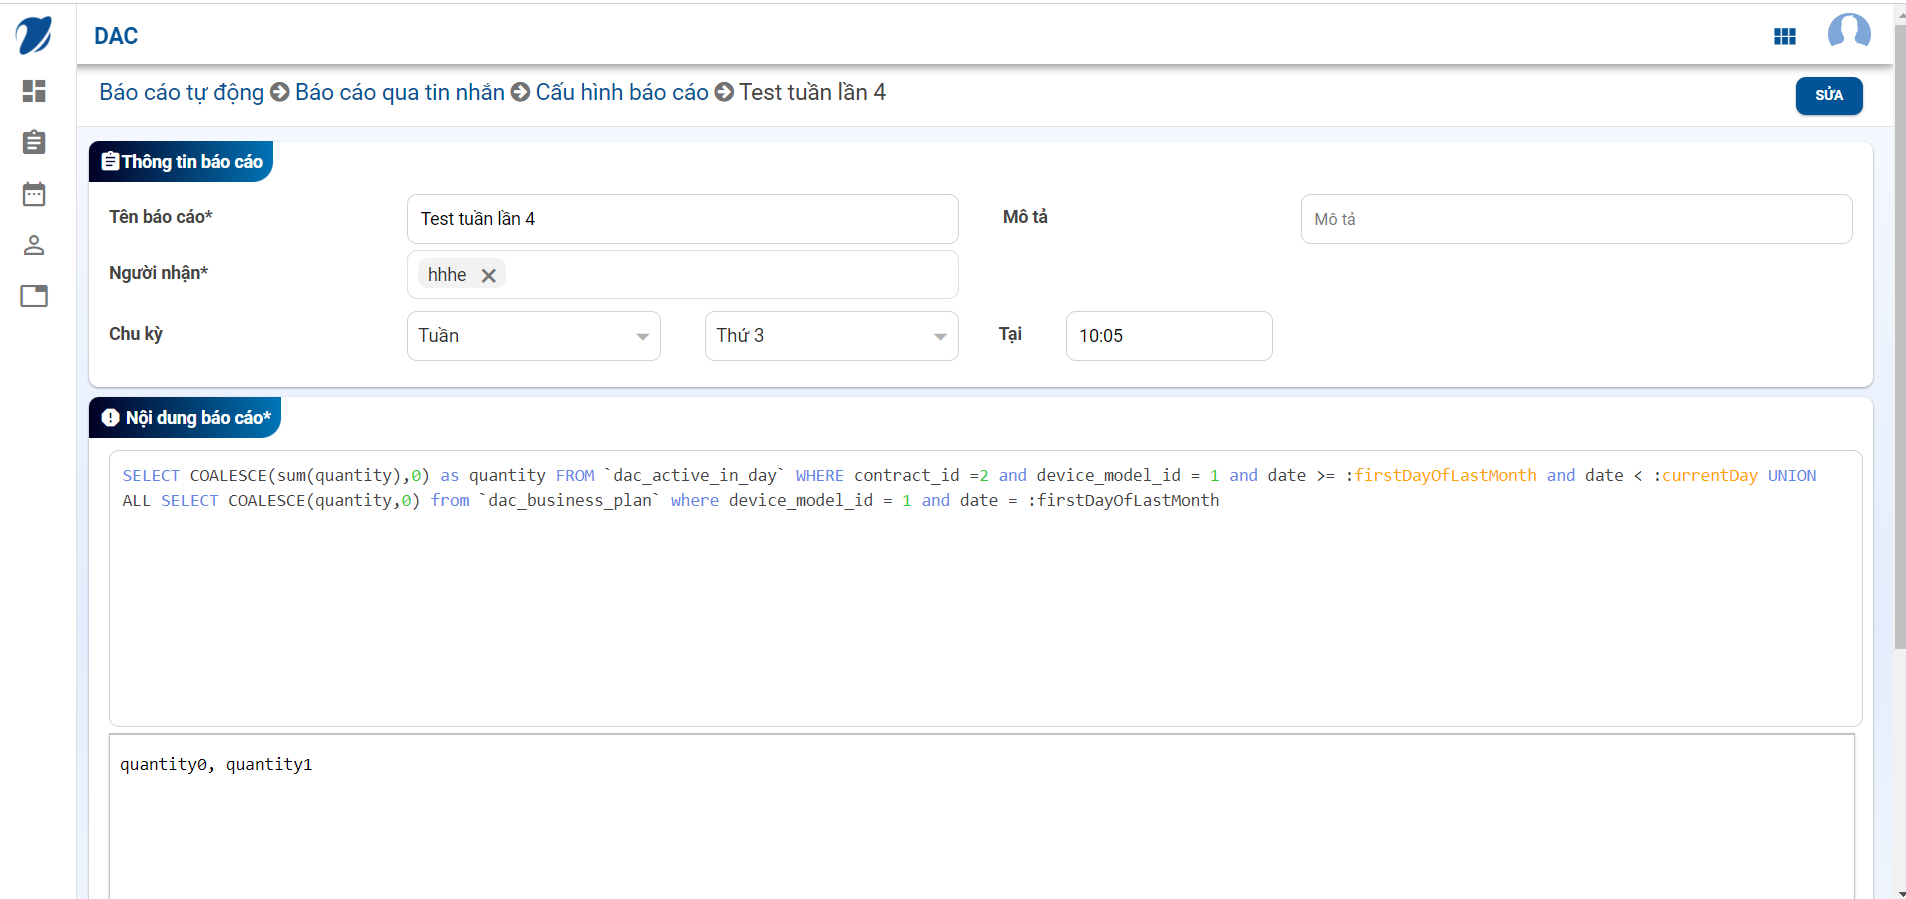 DAC
Báo cáo tự động Báo cáo qua tin nhắn Cấu hình báo cáo Test tuần lần 4
SỬA
Thông tin báo cáo
Tên báo cáo* Test tuần lần 4 Mô tả Mô tả
Người nhận* hhhe
Chu kỳ Tuần Thứ 3 Tại 10:05
Nội dung báo cáo*
SELECT COALESCE(sum(quantity),0) as quantity FROM `dac_active_in_day` WHERE contract_id =2 and device_model_id = 1 and date >= :firstDayOfLastMonth and date < :currentDay UNION
ALL SELECT COALESCE(quantity,0) from `dac_business_plan` where device_model_id = 1 and date = :firstDayOfLastMonth
quantity0, quantity1